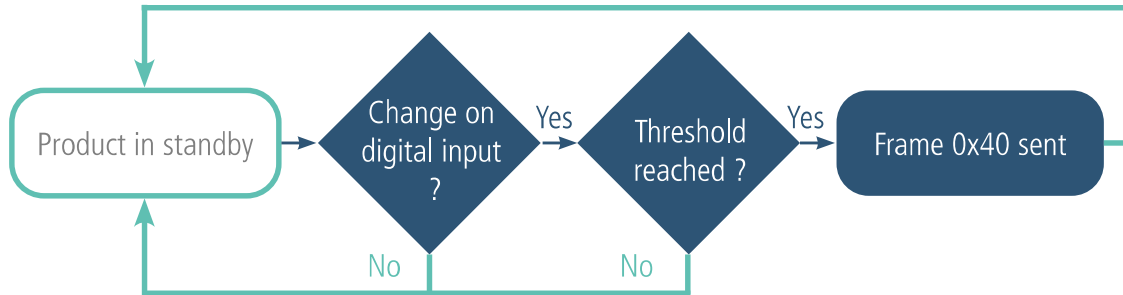 Product in standby
Change on
digital input
?
Yes
Threshold
reached ?
Yes
Frame 0x40 sent
No
No